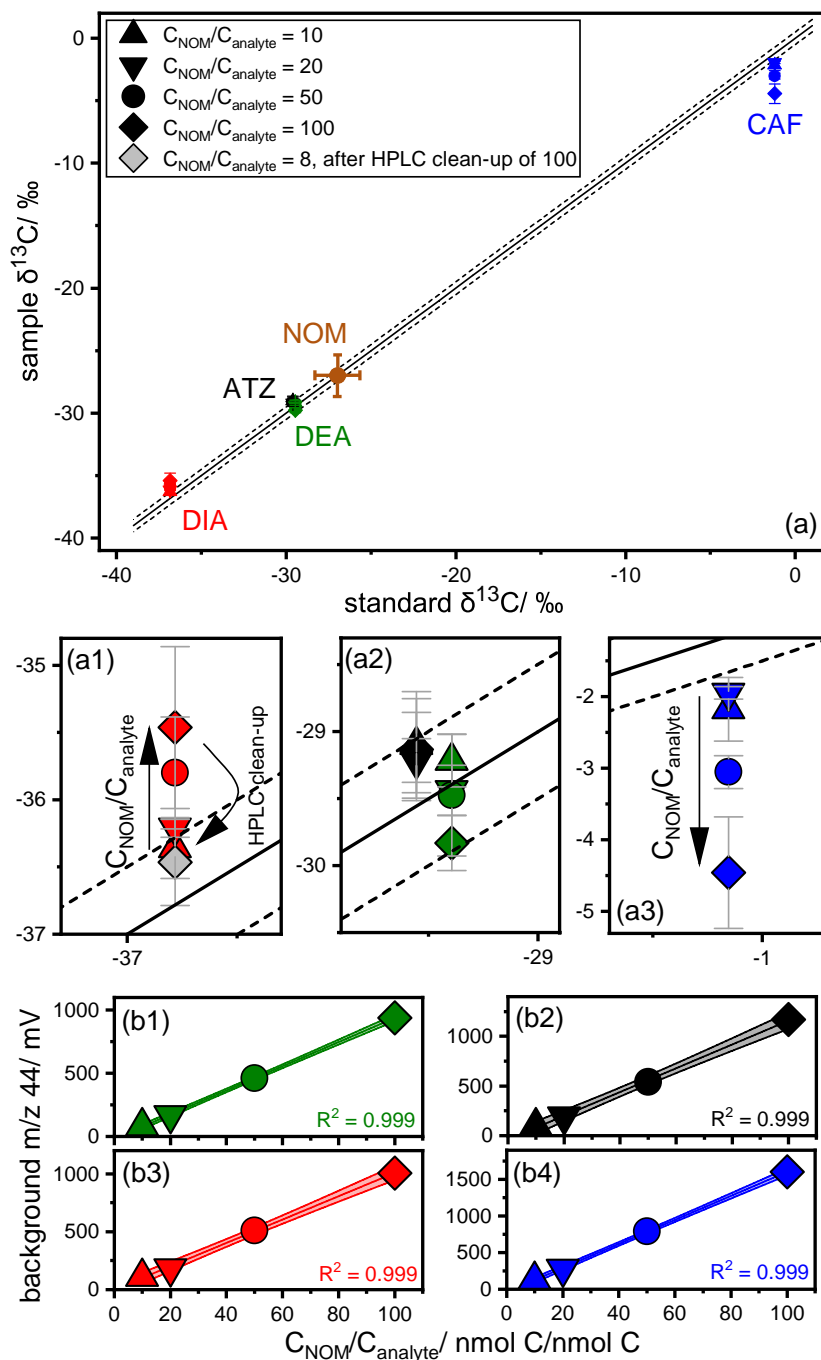 C_NOM/C_analyte = 10
C_NOM/C_analyte = 20
C_NOM/C_analyte = 50
C_NOM/C_analyte = 100
C_NOM/C_analyte = 8, after HPLC clean-up of 100
0
-10
-20
-30
-40
sample δ¹³C/ ‰
CAF
NOM
ATZ
DEA
DIA
(a)
-40 -30 -20 -10 0
standard δ¹³C/ ‰
(a1)
-35
-36
-37
C_NOM/C_analyte
HPLC clean-up
-37
(a2)
-29
-30
-29
-2
-3
-4
-5
C_NOM/C_analyte
(a3)
-1
background m/z 44/ mV
(b1)
1000
500
0
R² = 0.999
(b2)
1000
500
0
R² = 0.999
(b3)
1000
500
0
R² = 0.999
0 20 40 60 80 100
(b4)
1500
1000
500
0
R² = 0.999
0 20 40 60 80 100
C_NOM/C_analyte/ nmol C/nmol C